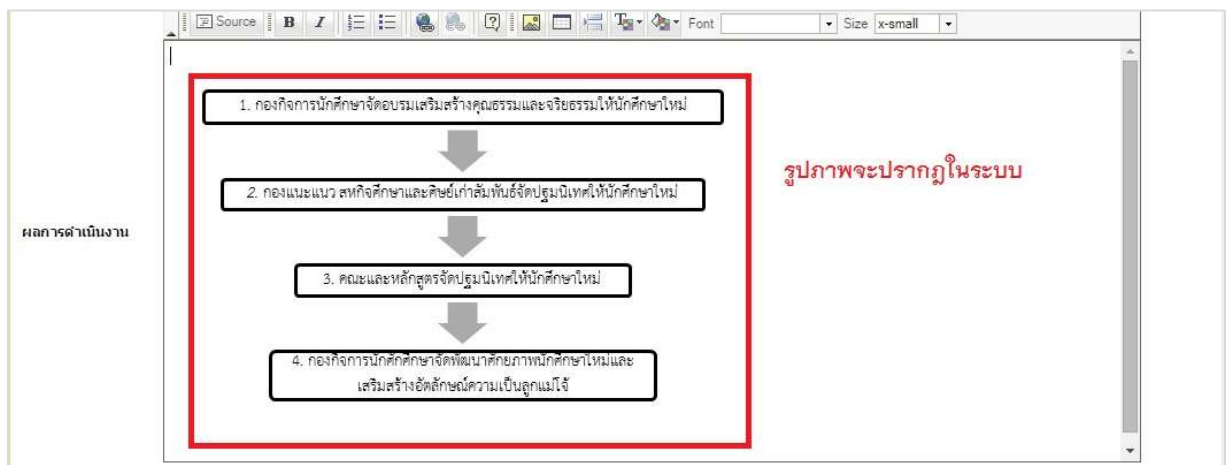 Source B I Font Size x-small
1. กองกิจการนักศึกษาจัดอบรมเสริมสร้างคุณธรรมและจริยธรรมให้นักศึกษาใหม่
รูปภาพจะปรากฏในระบบ
2. กองแนะแนว สหกิจศึกษาและศิษย์เก่าสัมพันธ์จัดปฐมนิเทศให้นักศึกษาใหม่
ผลการดำเนินงาน
3. คณะและหลักสูตรจัดปฐมนิเทศให้นักศึกษาใหม่
4. กองกิจการนักศักศึกษาจัดพัฒนาศักยภาพนักศึกษาใหม่และ
เสริมสร้างอัตลักษณ์ความเป็นลูกแม่โจ้